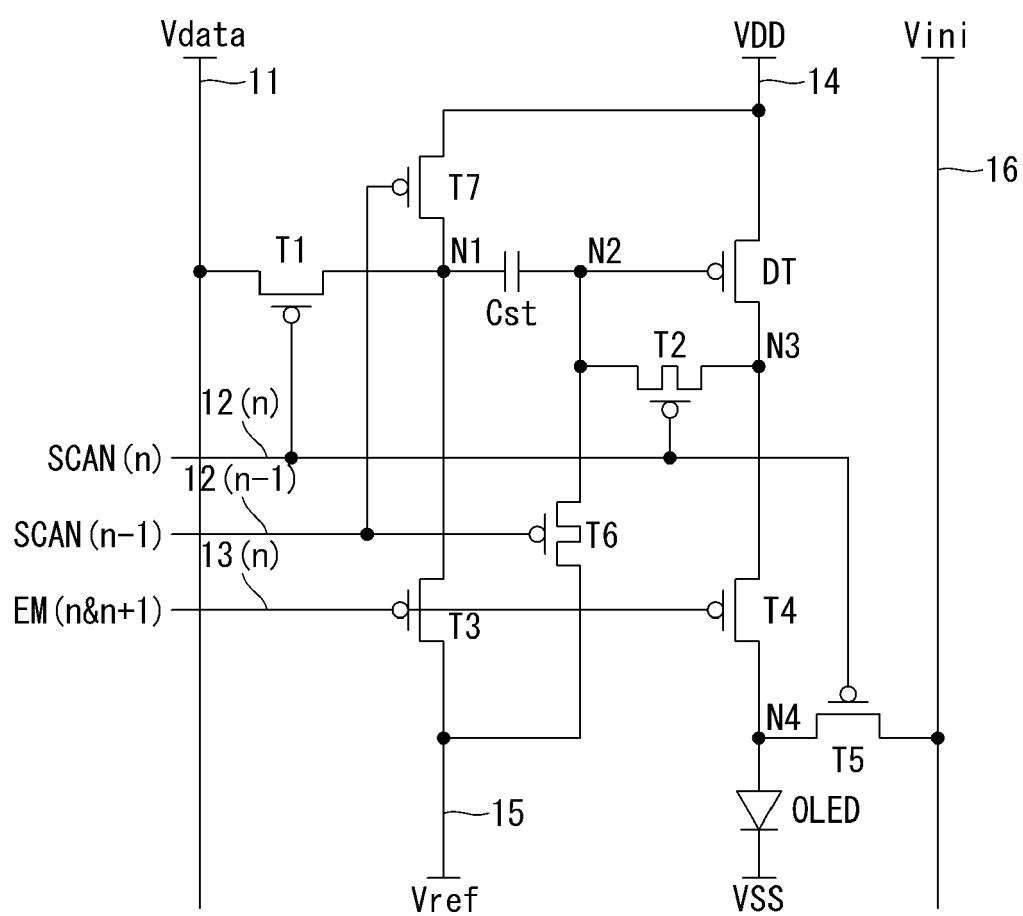 Vdata
VDD
Vini
11
14
16
T7
T1
N1
N2
DT
Cst
T2
N3
12(n)
SCAN(n)
12(n-1)
SCAN(n-1)
T6
13(n)
EM(n&n+1)
T3
T4
N4
T5
15
OLED
Vref
VSS